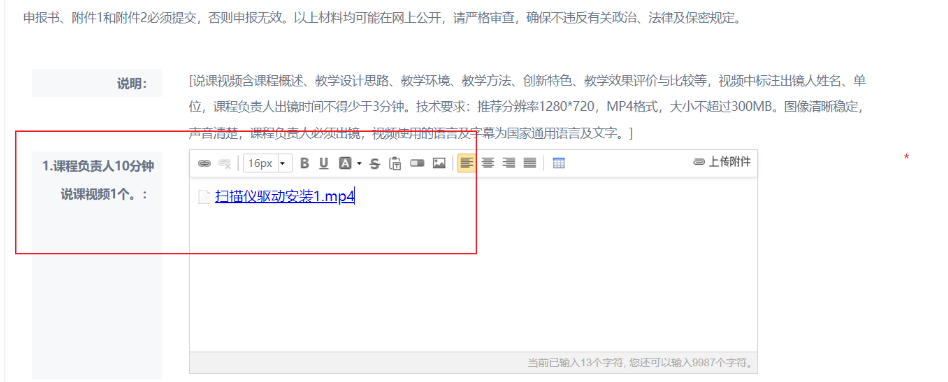 申报书、附件1和附件2必须提交，否则申报无效。以上材料均可能在网上公开，请严格审查，确保不违反有关政治、法律及保密规定。
说明：
[说课视频含课程概述、教学设计思路、教学环境、教学方法、创新特色、教学效果评价与比较等，视频中标注出镜人姓名、单
位，课程负责人出镜时间不得少于3分钟。技术要求：推荐分辨率1280*720，MP4格式，大小不超过300MB。图像清晰稳定，
声音清楚，课程负责人必须出镜，视频使用的语言及字幕为国家通用语言及文字。]
1.课程负责人10分钟
说课视频1个。：
16px B U A S 上传附件
*
扫描仪驱动安装1.mp4
当前已输入13个字符, 您还可以输入9987个字符。